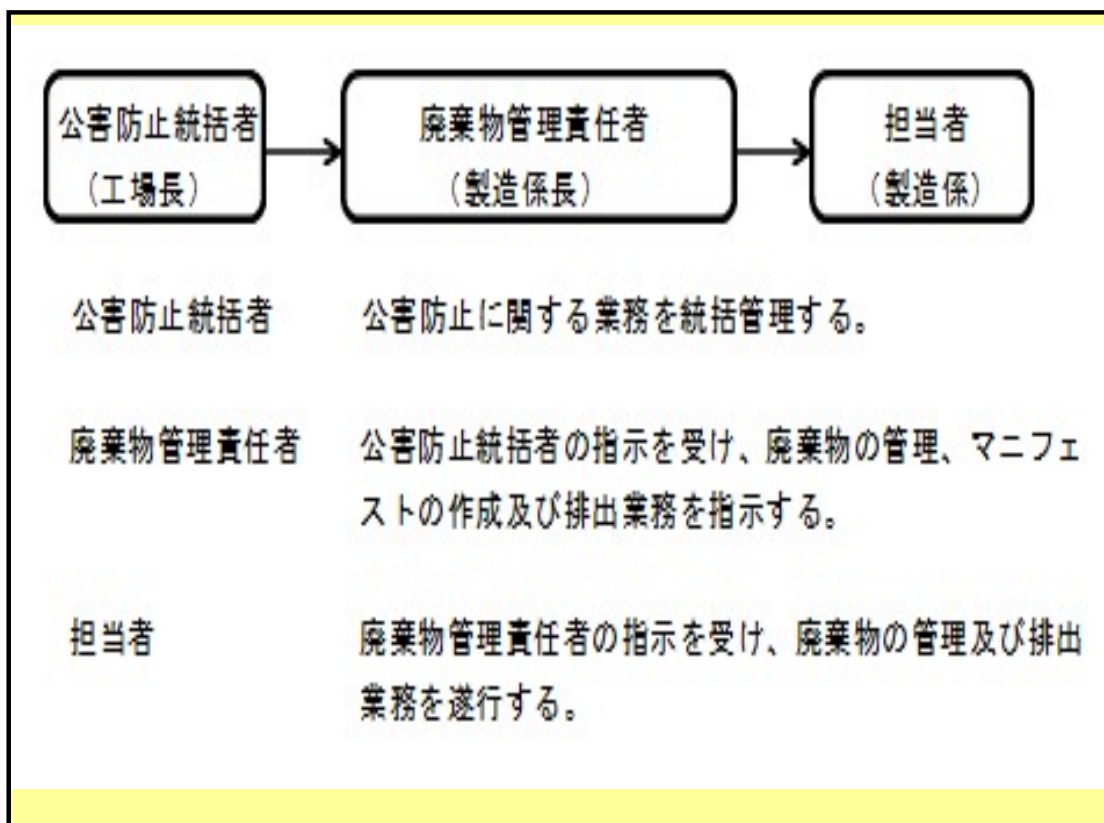 公害防止統括者
(工場長)
廃棄物管理責任者
(製造係長)
担当者
(製造係)
公害防止統括者 公害防止に関する業務を統括管理する。
廃棄物管理責任者 公害防止統括者の指示を受け、廃棄物の管理、マニフェ
ストの作成及び排出業務を指示する。
担当者 廃棄物管理責任者の指示を受け、廃棄物の管理及び排出
業務を遂行する。